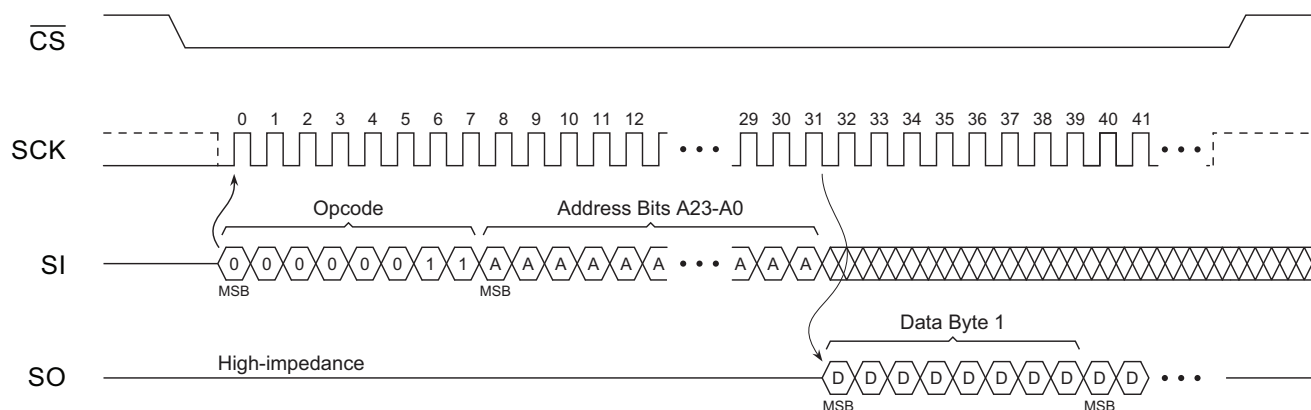 CS
0 1 2 3 4 5 6 7 8 9 10 11 12 29 30 31 32 33 34 35 36 37 38 39 40 41
SCK
Opcode Address Bits A23-A0
SI 0 0 0 0 0 0 1 1 A A A A A A A A A
MSB MSB
Data Byte 1
High-impedance
SO D D D D D D D D D D
MSB MSB